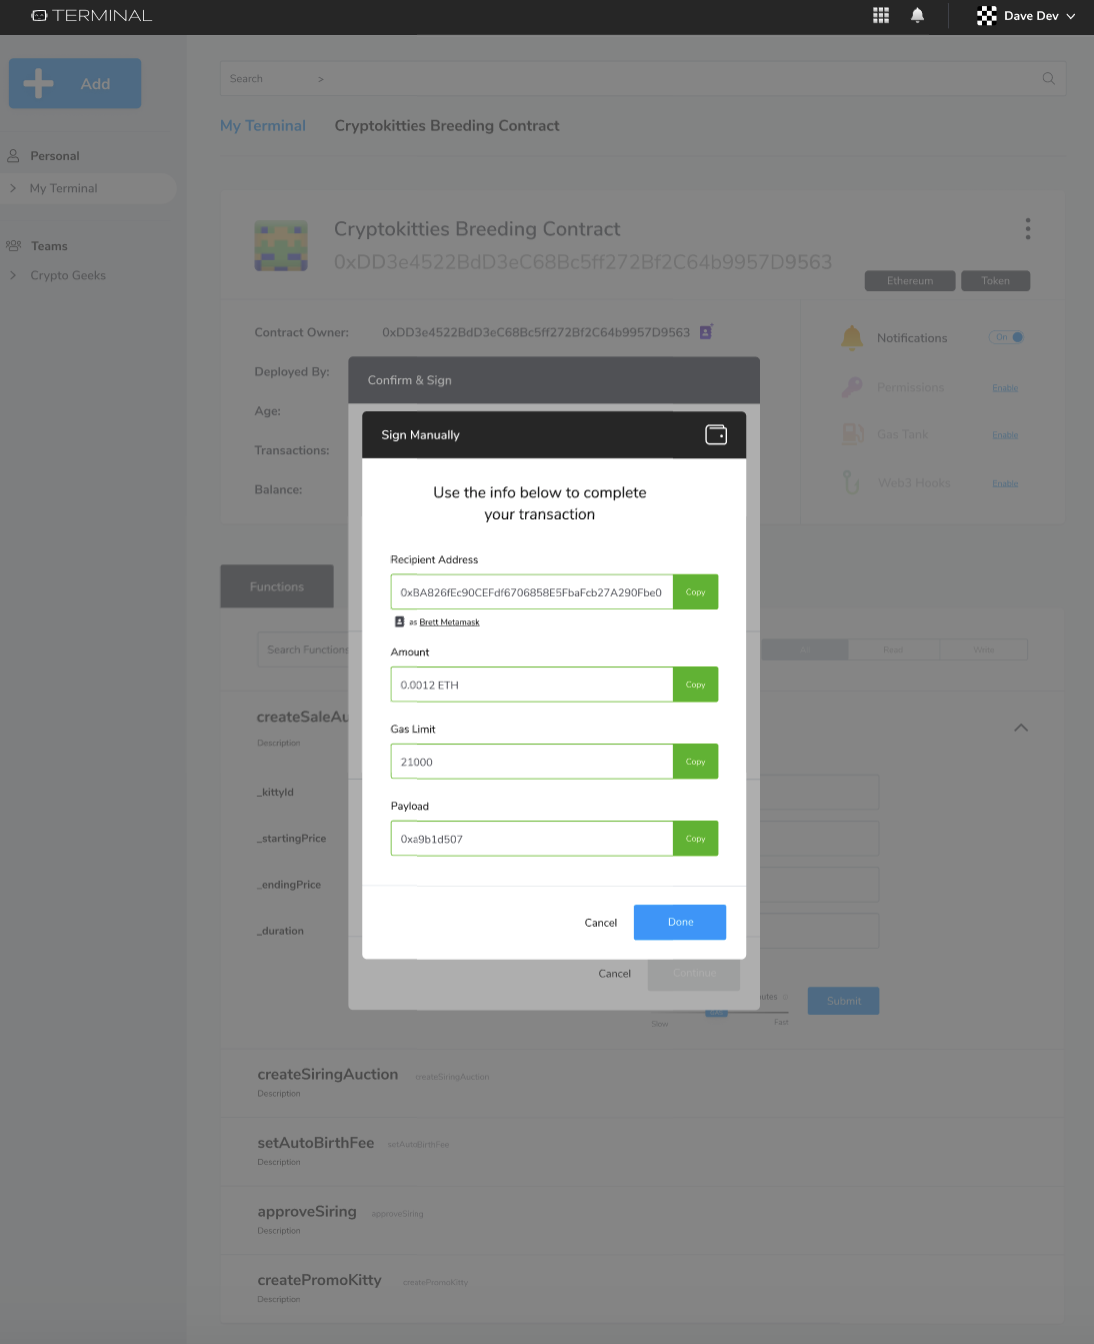 TERMINAL
Dave Dev
Add
Search >
My Terminal Cryptokitties Breeding Contract
Personal
My Terminal
Teams
Crypto Geeks
Cryptokitties Breeding Contract
0xDD3e4522BdD3eC68Bc5ff272Bf2C64b9957D9563
Ethereum Token
Contract Owner: 0xDD3e4522BdD3eC68Bc5ff272Bf2C64b9957D9563
Deployed By:
Age:
Transactions:
Balance:
Notifications On
Permissions Enable
Gas Tank Enable
Web3 Hooks Enable
Confirm & Sign
Sign Manually
Use the info below to complete
your transaction
Recipient Address
0xBA826fEc90CEFdf6706858E5FbaFcb27A290Fbe0 Copy
as Brett Metamask
Amount
0.0012 ETH Copy
Gas Limit
21000 Copy
Payload
0xa9b1d507 Copy
Cancel Done
Cancel Continue
Functions
Search Functions
All Read Write
createSaleAu
Description
_kittyId
_startingPrice
_endingPrice
_duration
utes
Slow Fast
Submit
createSiringAuction createSiringAuction
Description
setAutoBirthFee setAutoBirthFee
Description
approveSiring approveSiring
Description
createPromoKitty createPromoKitty
Description